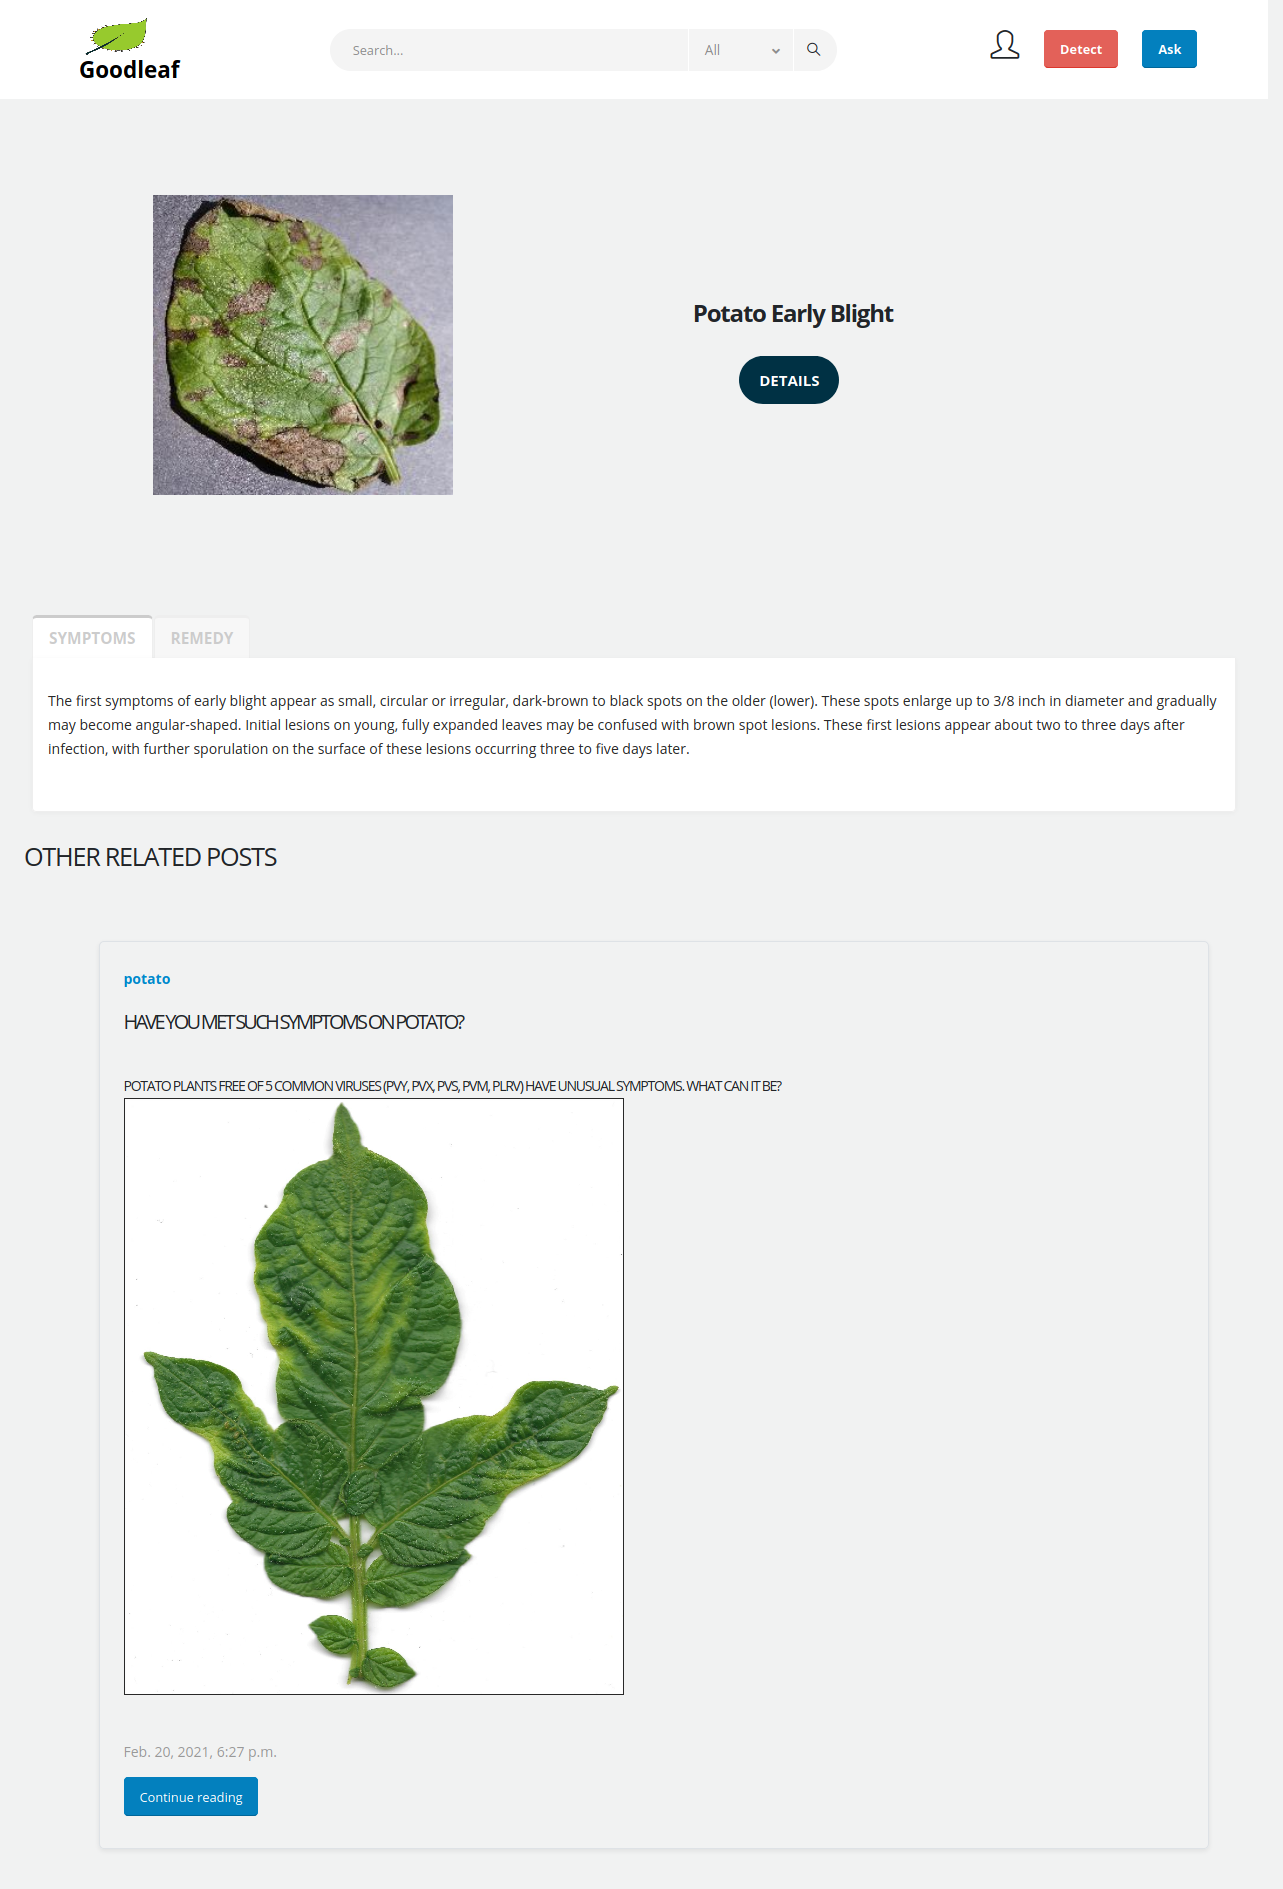 Goodleaf
Search...
All
Detect
Ask
Potato Early Blight
DETAILS
SYMPTOMS
REMEDY
The first symptoms of early blight appear as small, circular or irregular, dark-brown to black spots on the older (lower). These spots enlarge up to 3/8 inch in diameter and gradually
may become angular-shaped. Initial lesions on young, fully expanded leaves may be confused with brown spot lesions. These first lesions appear about two to three days after
infection, with further sporulation on the surface of these lesions occurring three to five days later.
OTHER RELATED POSTS
potato
HAVE YOU MET SUCH SYMPTOMS ON POTATO?
POTATO PLANTS FREE OF 5 COMMON VIRUSES (PVY, PVX, PVS, PVM, PLRV) HAVE UNUSUAL SYMPTOMS. WHAT CAN IT BE?
Feb. 20, 2021, 6:27 p.m.
Continue reading